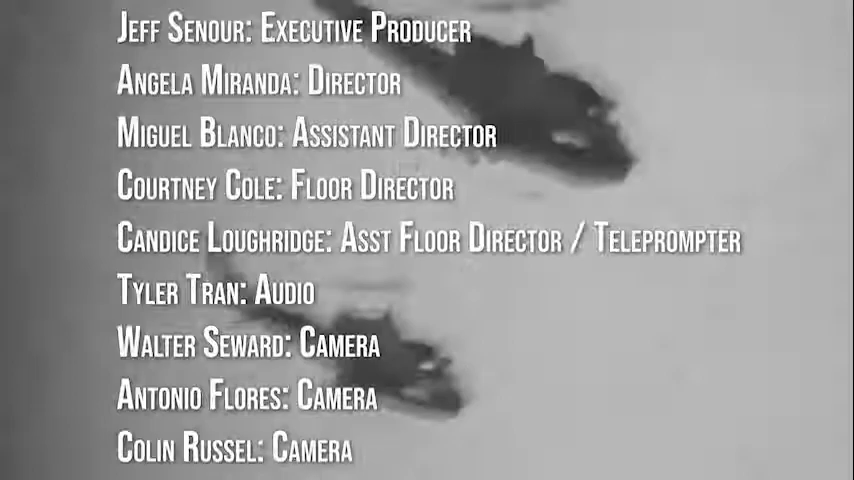 Jeff Senour: Executive Producer
Angela Miranda: Director
Miguel Blanco: Assistant Director
Courtney Cole: Floor Director
Candice Loughridge: Asst Floor Director / Teleprompter
Tyler Tran: Audio
Walter Seward: Camera
Antonio Flores: Camera
Colin Russel: Camera